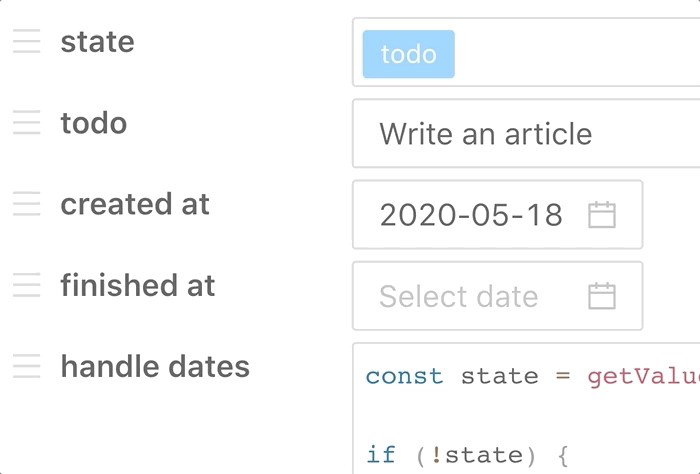 state
todo
todo
Write an article
created at
2020-05-18
finished at
Select date
handle dates
const state = getValu
if (!state) {